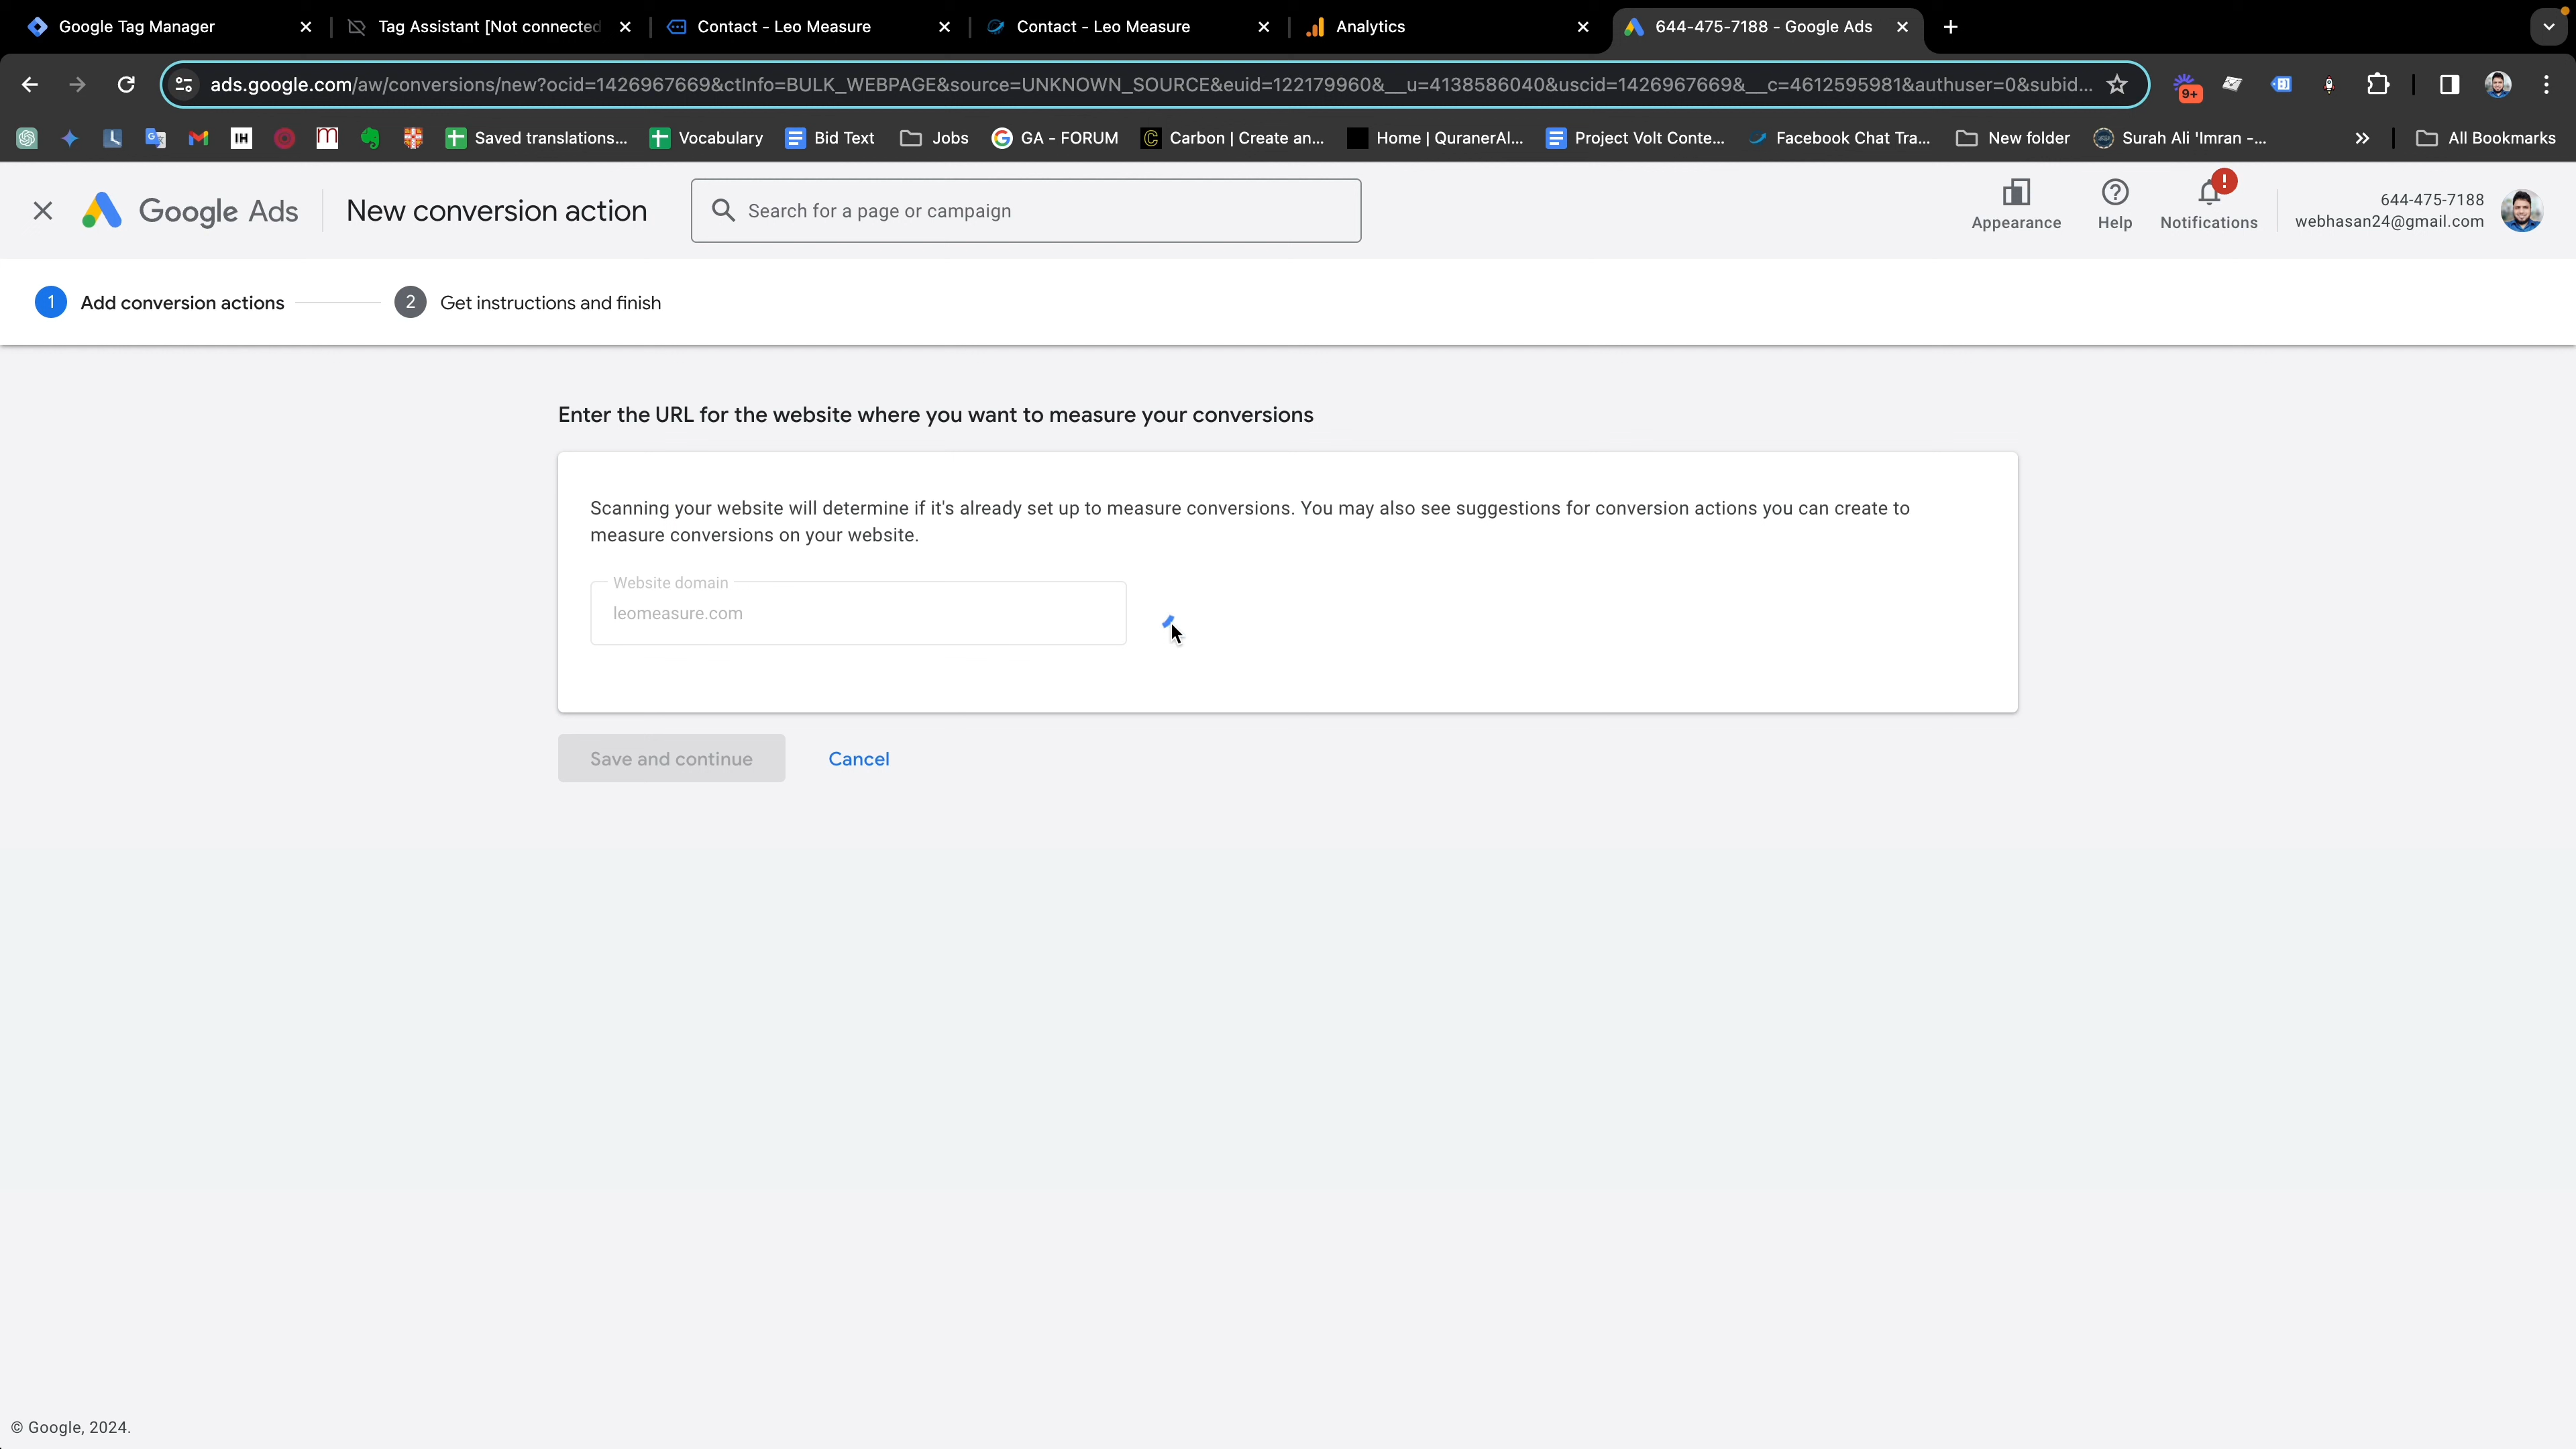 Google Tag Manager
Tag Assistant [Not connected
Contact - Leo Measure
Contact - Leo Measure
Analytics
644-475-7188 - Google Ads
ads.google.com/aw/conversions/new?ocid=1426967669&ctInfo=BULK_WEBPAGE&source=UNKNOWN_SOURCE&euid=122179960&__u=4138586040&uscid=1426967669&__c=4612595981&authuser=0&subid...
9+
IH
Saved translations...
Vocabulary
Bid Text
Jobs
GA - FORUM
Carbon | Create an...
Home | QuranerAl...
Project Volt Conte...
Facebook Chat Tra...
New folder
Surah Ali 'Imran -...
All Bookmarks
Google Ads
New conversion action
Search for a page or campaign
Appearance
Help
Notifications
644-475-7188
webhasan24@gmail.com
1 Add conversion actions
2 Get instructions and finish
Enter the URL for the website where you want to measure your conversions
Scanning your website will determine if it's already set up to measure conversions. You may also see suggestions for conversion actions you can create to
measure conversions on your website.
Website domain
leomeasure.com
Save and continue
Cancel
© Google, 2024.